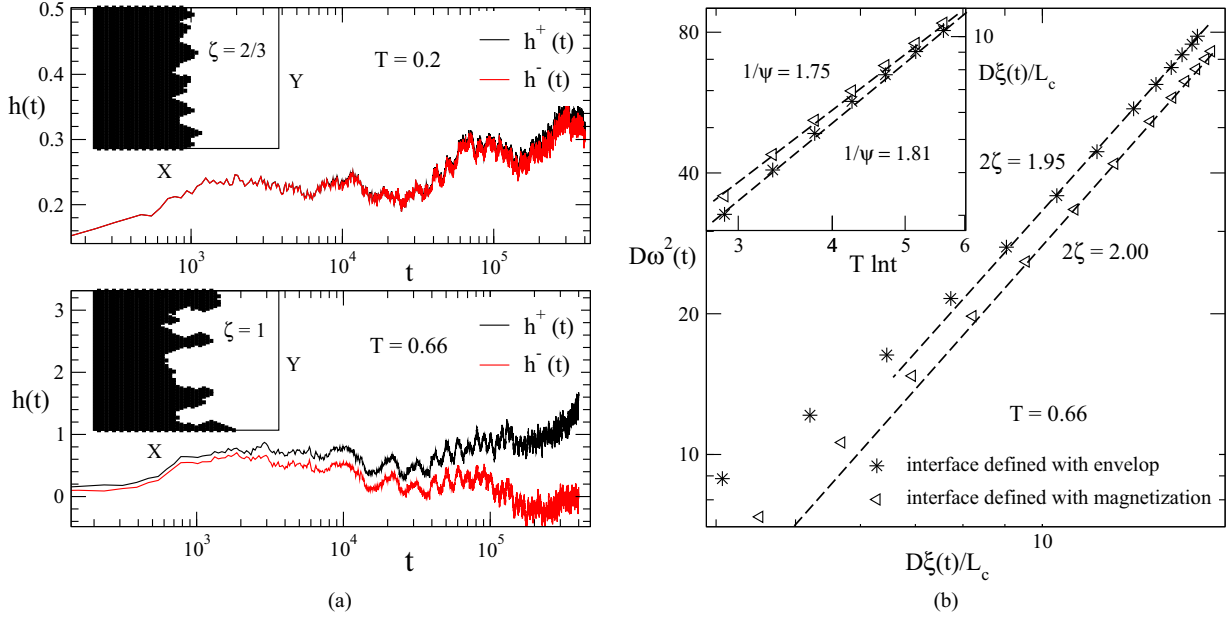 0.5
0.4
h(t)
0.3
0.2
ζ = 2/3
Y
X
T = 0.2
h⁺ (t)
h⁻ (t)
10³
10⁴
10⁵
t
3
2
h(t)
1
0
ζ = 1
Y
X
T = 0.66
h⁺ (t)
h⁻ (t)
10³
10⁴
10⁵
t
(a)
80
40
Dω²(t)
20
10
1/ψ = 1.75
1/ψ = 1.81
3
4
5
6
T lnt
10
Dξ(t)/L_c
2ζ = 1.95
2ζ = 2.00
T = 0.66
interface defined with envelop
interface defined with magnetization
10
Dξ(t)/L_c
(b)